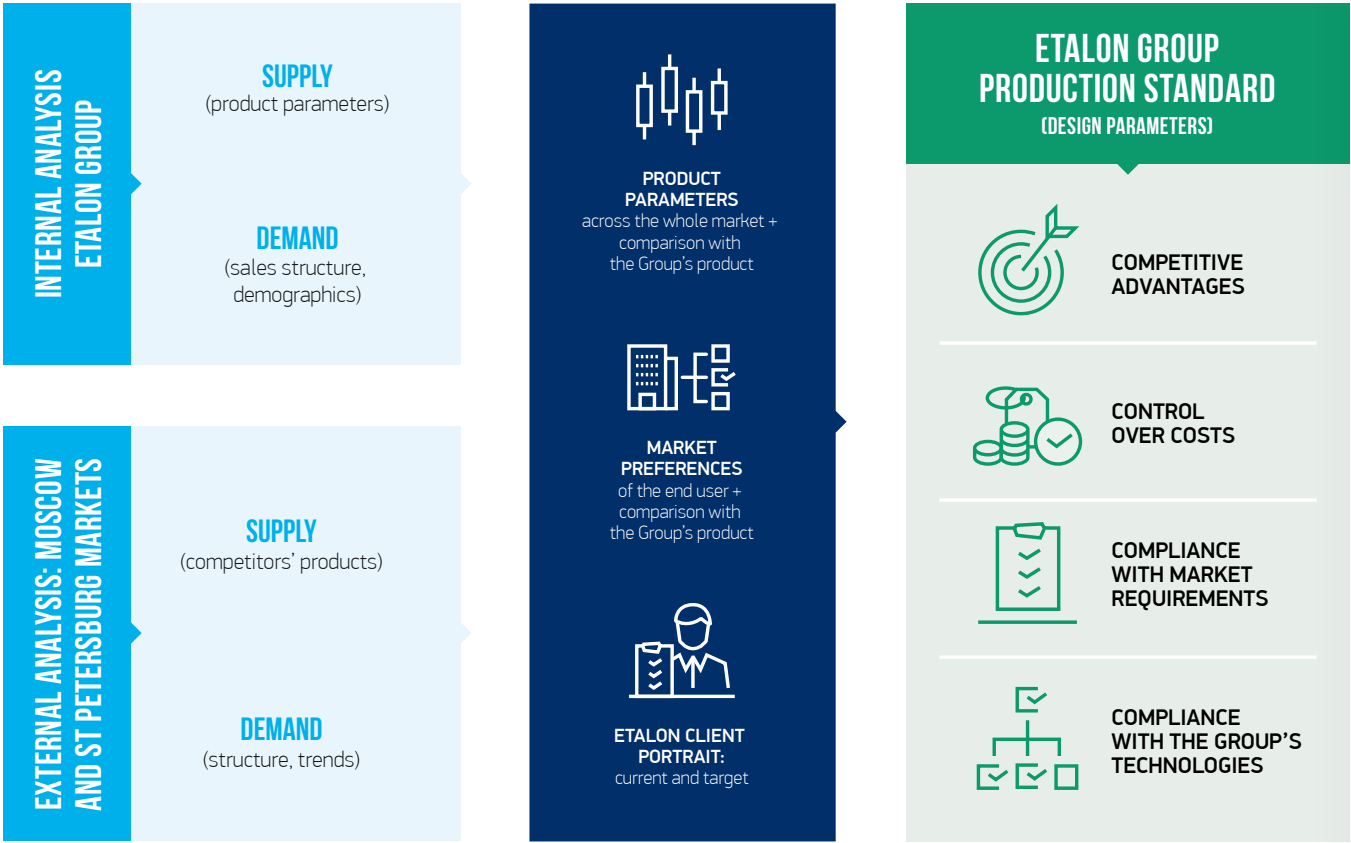 INTERNAL ANALYSIS
ETALON GROUP
SUPPLY
(product parameters)
DEMAND
(sales structure,
demographics)
EXTERNAL ANALYSIS: MOSCOW
AND ST PETERSBURG MARKETS
SUPPLY
(competitors’ products)
DEMAND
(structure, trends)
PRODUCT
PARAMETERS
across the whole market +
comparison with
the Group’s product
MARKET
PREFERENCES
of the end user +
comparison with
the Group’s product
ETALON CLIENT
PORTRAIT:
current and target
ETALON GROUP
PRODUCTION STANDARD
(DESIGN PARAMETERS)
COMPETITIVE
ADVANTAGES
CONTROL
OVER COSTS
COMPLIANCE
WITH MARKET
REQUIREMENTS
COMPLIANCE
WITH THE GROUP’S
TECHNOLOGIES